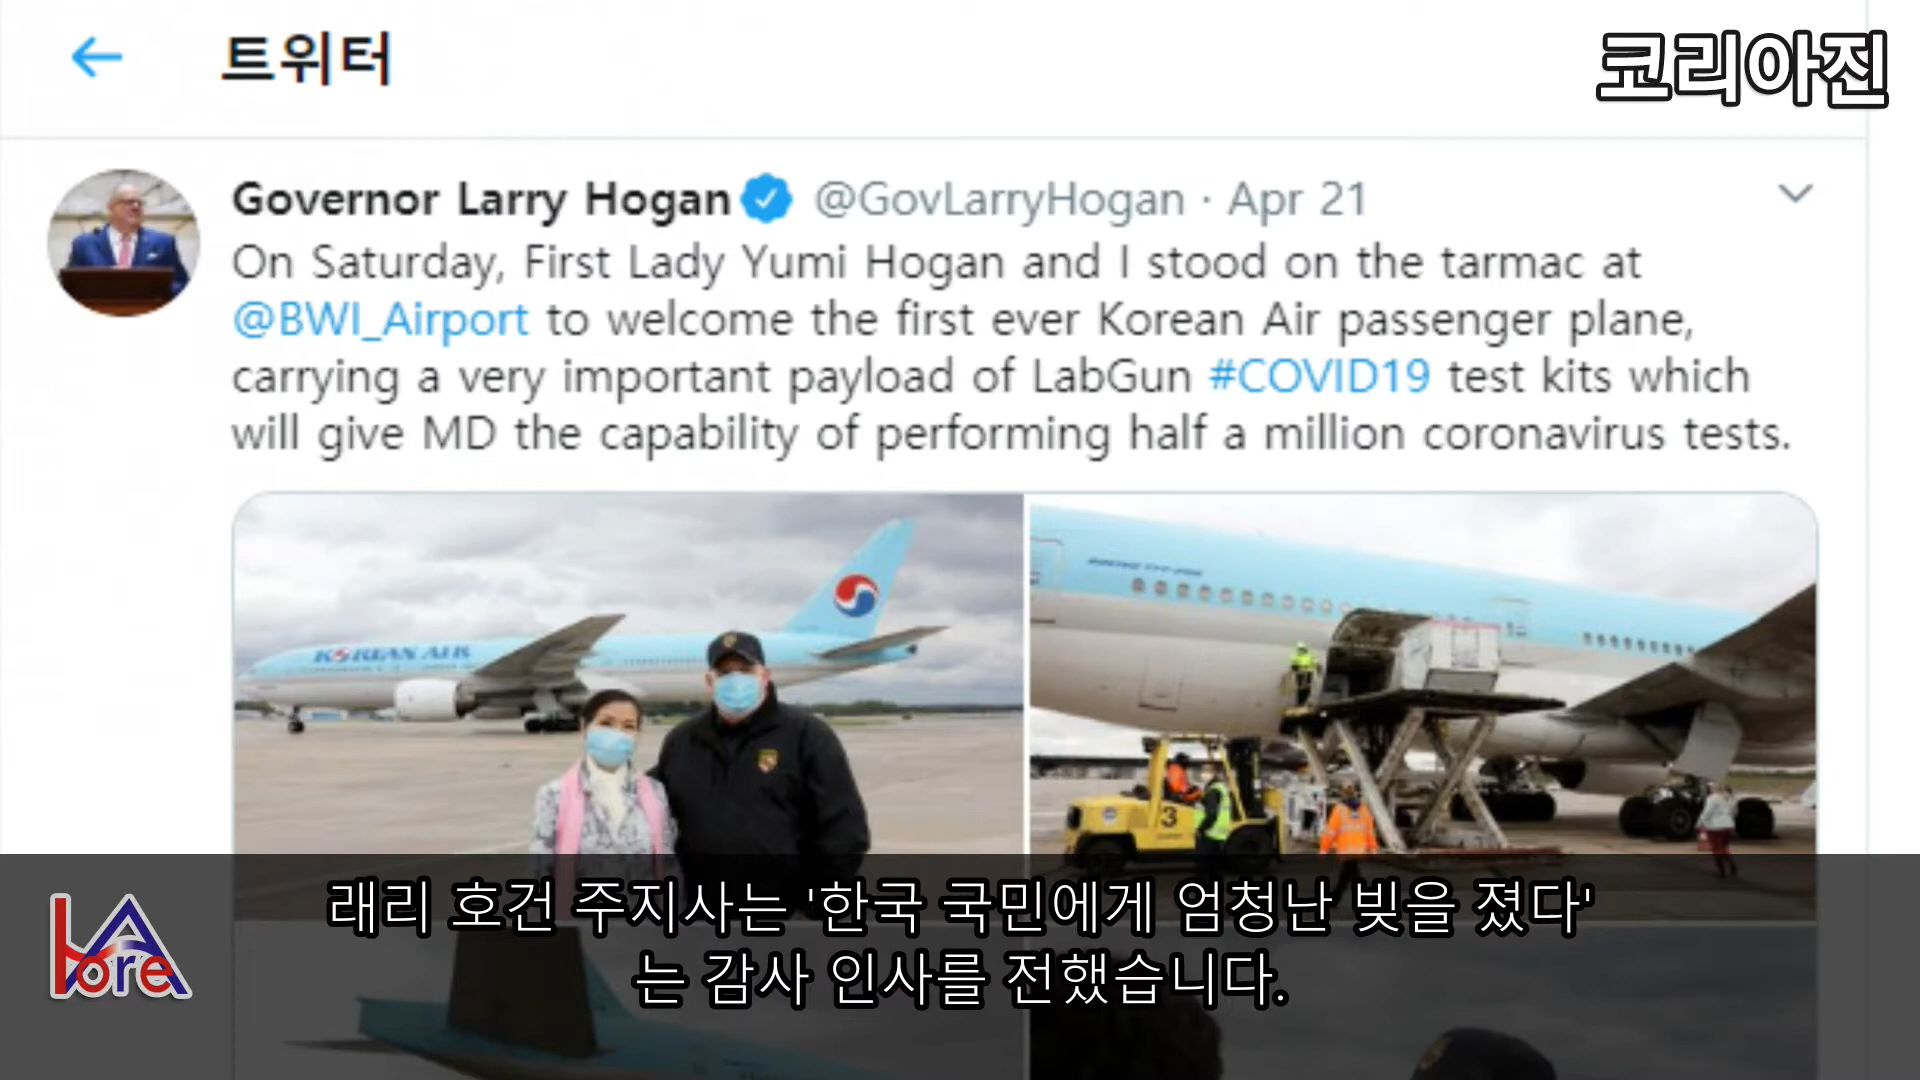 트위터
코리아진
Governor Larry Hogan @GovLarryHogan · Apr 21
On Saturday, First Lady Yumi Hogan and I stood on the tarmac at
@BWI_Airport to welcome the first ever Korean Air passenger plane,
carrying a very important payload of LabGun #COVID19 test kits which
will give MD the capability of performing half a million coronavirus tests.
KOREAN AIR
3
래리 호건 주지사는 '한국 국민에게 엄청난 빚을 졌다'
는 감사 인사를 전했습니다.
Kore A